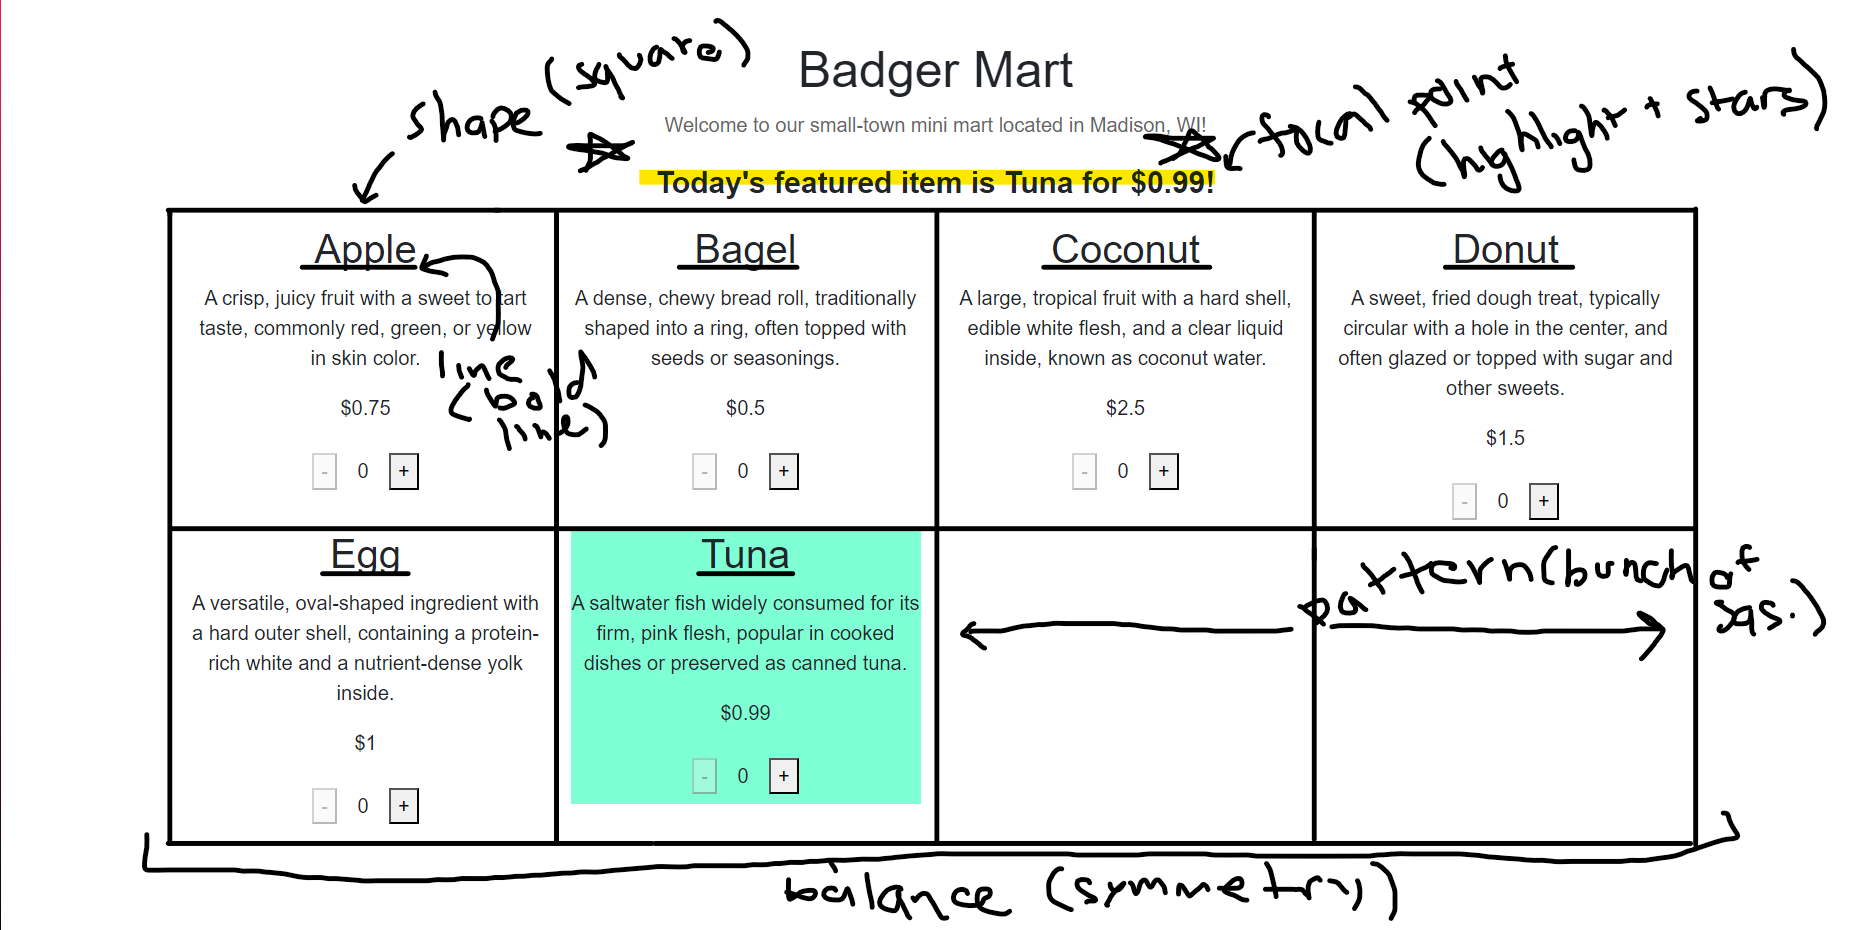 Badger Mart
Welcome to our small-town mini mart located in Madison, WI!
Today's featured item is Tuna for $0.99!
shape (square)
focal point
(highlight + stars)
Apple
A crisp, juicy fruit with a sweet to tart
taste, commonly red, green, or yellow
in skin color.
$0.75
- 0 +
line
(bold
line)
Bagel
A dense, chewy bread roll, traditionally
shaped into a ring, often topped with
seeds or seasonings.
$0.5
- 0 +
Coconut
A large, tropical fruit with a hard shell,
edible white flesh, and a clear liquid
inside, known as coconut water.
$2.5
- 0 +
Donut
A sweet, fried dough treat, typically
circular with a hole in the center, and
often glazed or topped with sugar and
other sweets.
$1.5
- 0 +
Egg
A versatile, oval-shaped ingredient with
a hard outer shell, containing a protein-
rich white and a nutrient-dense yolk
inside.
$1
- 0 +
Tuna
A saltwater fish widely consumed for its
firm, pink flesh, popular in cooked
dishes or preserved as canned tuna.
$0.99
- 0 +
pattern (bunch of
sqs.)
balance (symmetry)